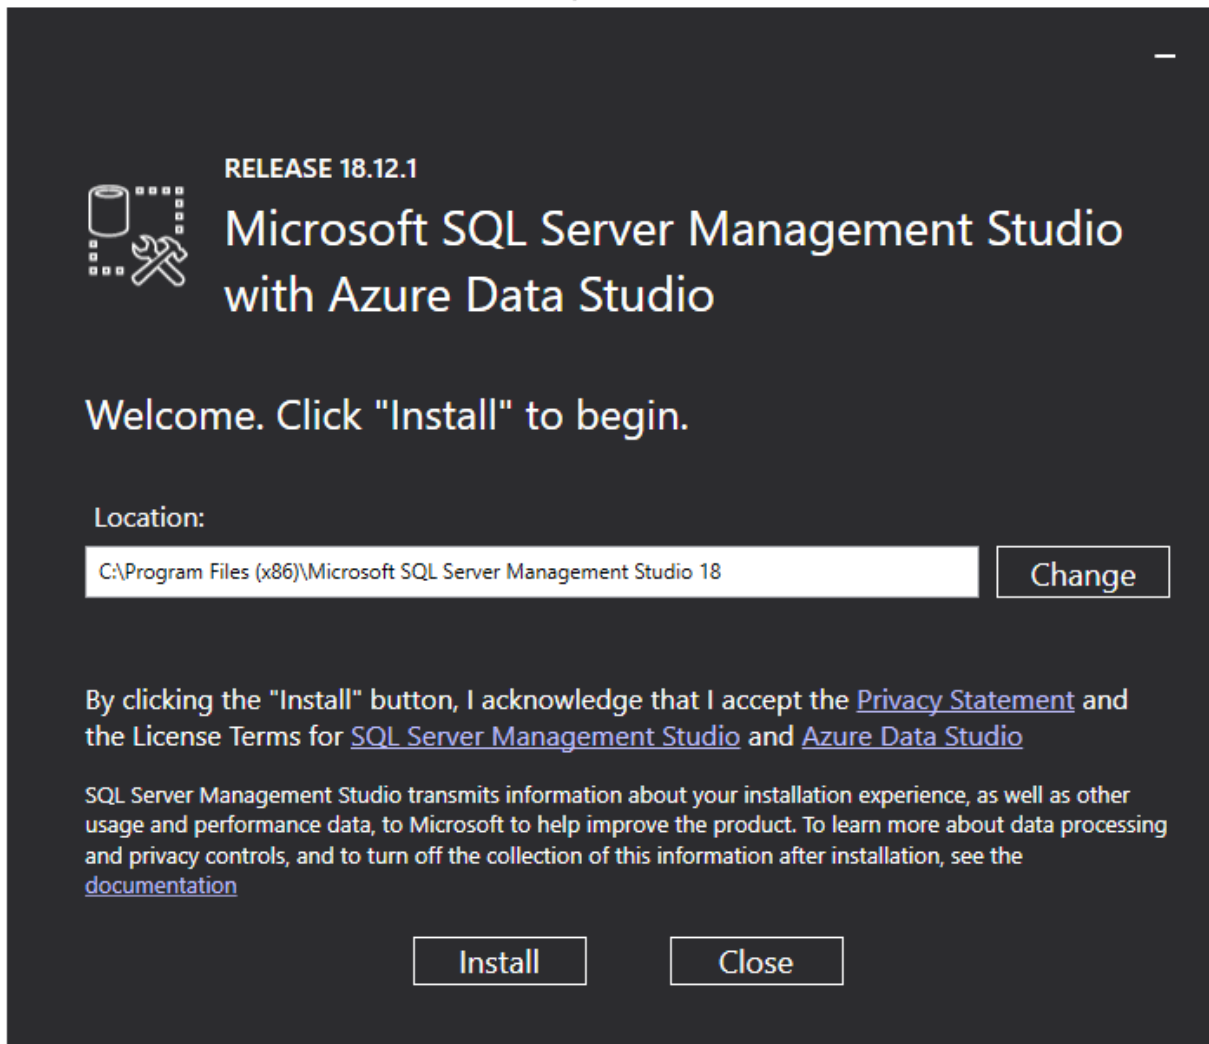 RELEASE 18.12.1
Microsoft SQL Server Management Studio
with Azure Data Studio
Welcome. Click "Install" to begin.
Location:
C:\Program Files (x86)\Microsoft SQL Server Management Studio 18
Change
By clicking the "Install" button, I acknowledge that I accept the Privacy Statement and
the License Terms for SQL Server Management Studio and Azure Data Studio
SQL Server Management Studio transmits information about your installation experience, as well as other
usage and performance data, to Microsoft to help improve the product. To learn more about data processing
and privacy controls, and to turn off the collection of this information after installation, see the
documentation
Install
Close